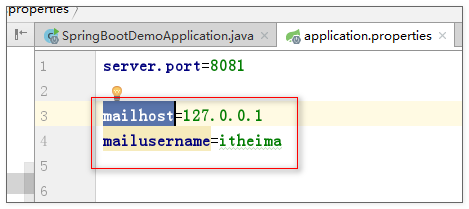 properties
SpringBootDemoApplication.java
application.properties
1 server.port=8081
2
3 mailhost=127.0.0.1
4 mailusername=itheima
5
6